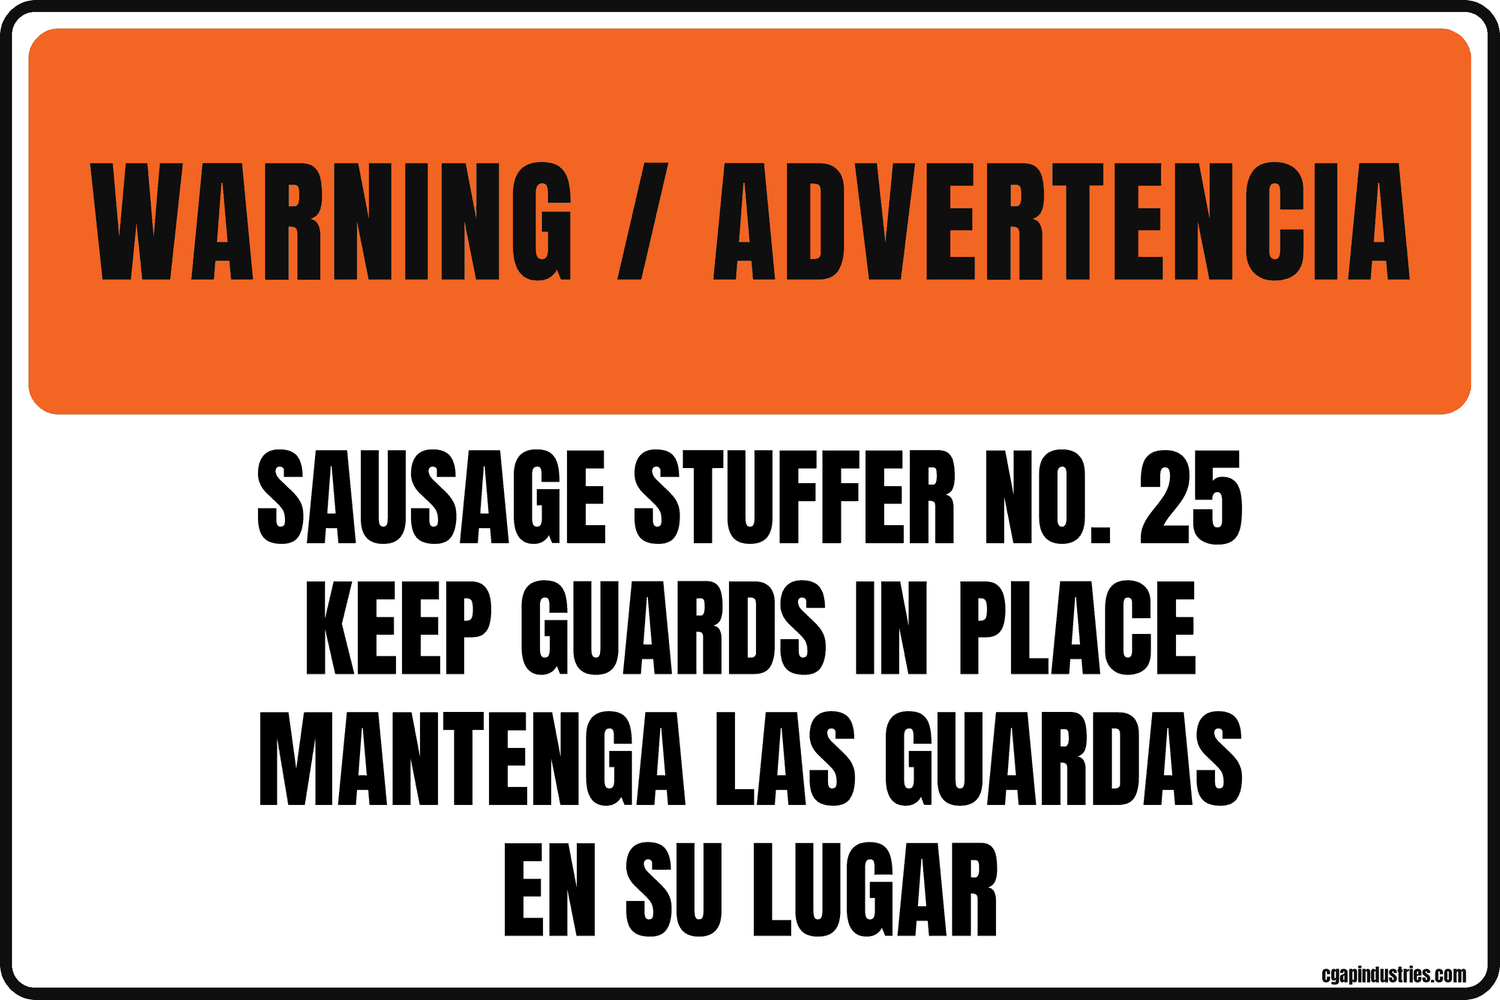 WARNING / ADVERTENCIA
SAUSAGE STUFFER NO. 25
KEEP GUARDS IN PLACE
MANTENGA LAS GUARDAS
EN SU LUGAR
cgapindustries.com